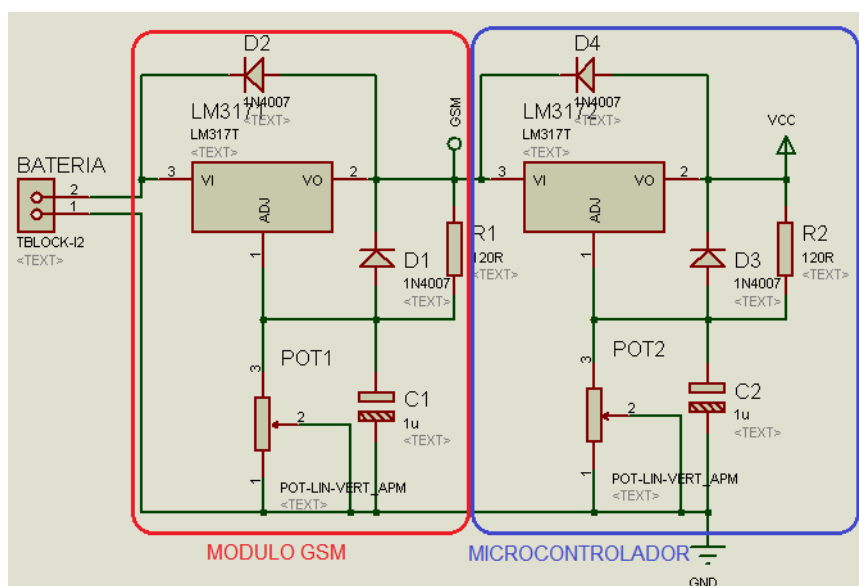 D2
1N4007
<TEXT>
LM3171
LM317T
<TEXT>
3
VI
VO
2
ADJ
1
GSM
BATERIA
2
1
TBLOCK-I2
<TEXT>
D1
1N4007
<TEXT>
R1
120R
<TEXT>
POT1
3
2
1
POT-LIN-VERT_APM
<TEXT>
C1
1u
<TEXT>
MODULO GSM
D4
1N4007
<TEXT>
LM3172
LM317T
<TEXT>
3
VI
VO
2
ADJ
1
VCC
D3
1N4007
<TEXT>
R2
120R
<TEXT>
POT2
3
2
1
POT-LIN-VERT_APM
<TEXT>
C2
1u
<TEXT>
MICROCONTROLADOR
GND